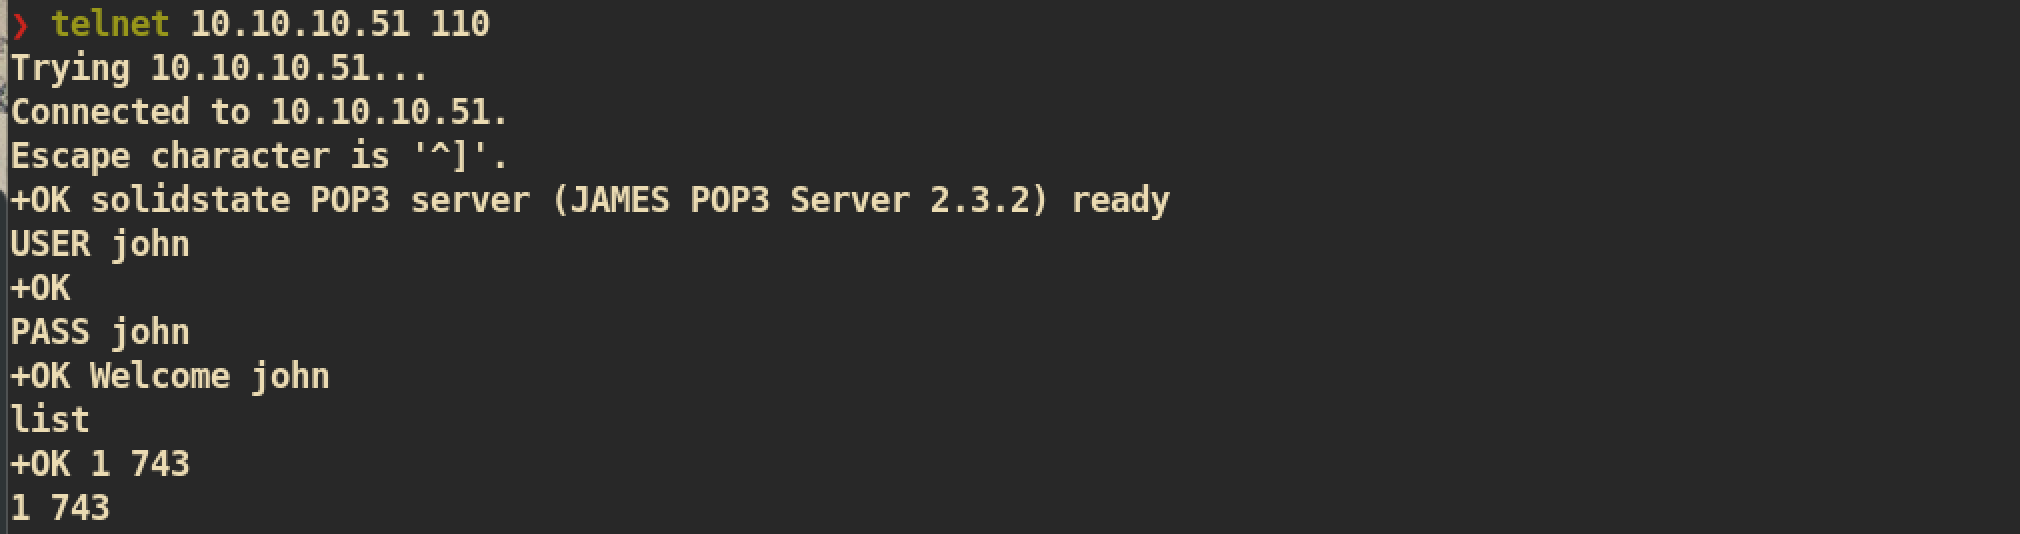 ❯ telnet 10.10.10.51 110
Trying 10.10.10.51...
Connected to 10.10.10.51.
Escape character is '^]'.
+OK solidstate POP3 server (JAMES POP3 Server 2.3.2) ready
USER john
+OK
PASS john
+OK Welcome john
list
+OK 1 743
1 743